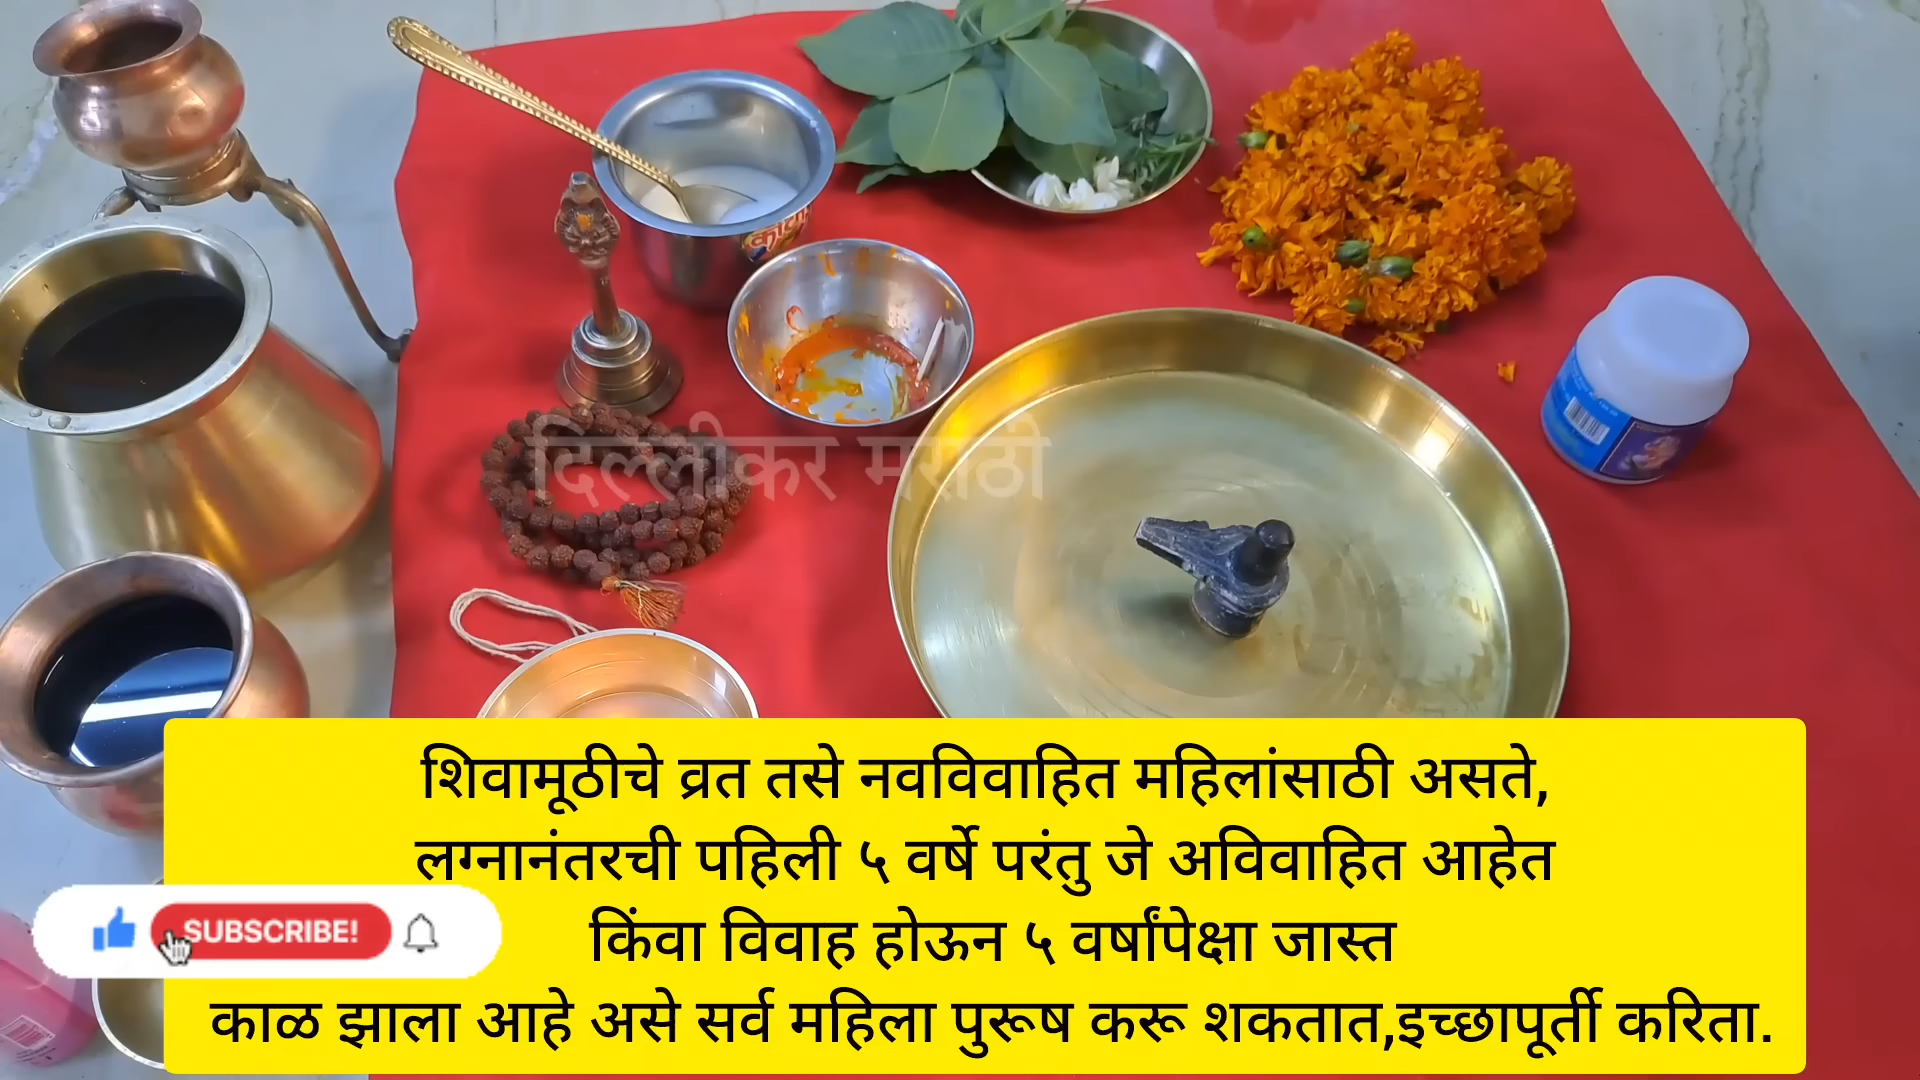 दिल्लीकर मराठी
शिवामूठीचे व्रत तसे नवविवाहित महिलांसाठी असते,
लग्नानंतरची पहिली ५ वर्षे परंतु जे अविवाहित आहेत
किंवा विवाह होऊन ५ वर्षांपेक्षा जास्त
काळ झाला आहे असे सर्व महिला पुरूष करू शकतात,इच्छापूर्ती करिता.
SUBSCRIBE!